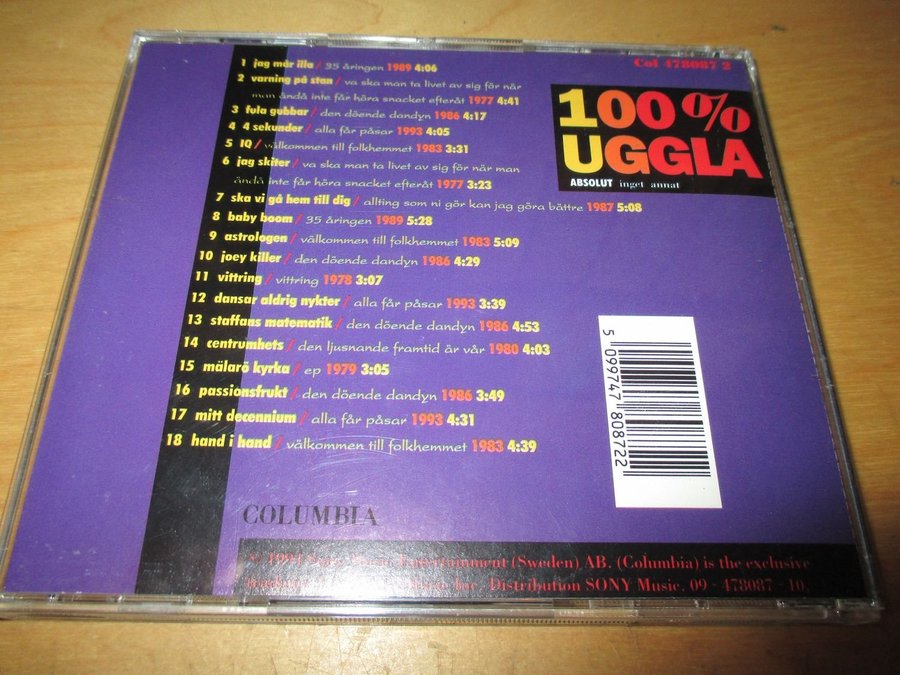 Col 478087 2
1 jag mår illa / 35 åringen 1989 4:06
2 varning på stan / va ska man ta livet av sig för når
man ändå inte får höra snacket efteråt 1977 4:41
3 fula gubbar / den döende dandyn 1986 4:17
4 4 sekunder / alla får påsar 1993 4:05
5 IQ / välkommen till folkhemmet 1983 3:31
6 jag skiter / va ska man ta livet av sig för når man
ändå inte får höra snacket efteråt 1977 3:23
7 ska vi gå hem till dig / allting som ni gör kan jag göra båttre 1987 5:08
8 baby boom / 35 åringen 1989 5:28
9 astrologen / välkommen till folkhemmet 1983 5:09
10 joey killer / den döende dandyn 1986 4:29
11 vittring / vittring 1978 3:07
12 dansar aldrig nykter / alla får påsar 1993 3:39
13 staffans matematik / den döende dandyn 1986 4:53
14 centrumhets / den ljusnande framtid är vår 1980 4:03
15 mälarö kyrka / ep 1979 3:05
16 passionsfrukt / den döende dandyn 1986 3:49
17 mitt decennium / alla får påsar 1993 4:31
18 hand i hand / välkommen till folkhemmet 1983 4:39
100%
UGGLA
ABSOLUT inget annat
5 099747 808722
COLUMBIA
Entertainment (Sweden) AB. (Columbia) is the exclusive
Distribution SONY Music. 09 - 478087 - 10.